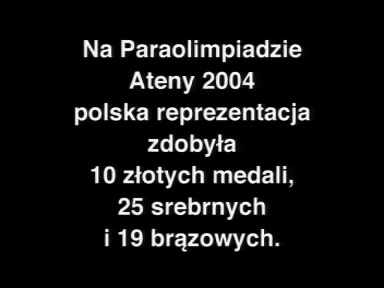 Na Paraolimpiadzie
Ateny 2004
polska reprezentacja
zdobyła
10 złotych medali,
25 srebrnych
i 19 brązowych.